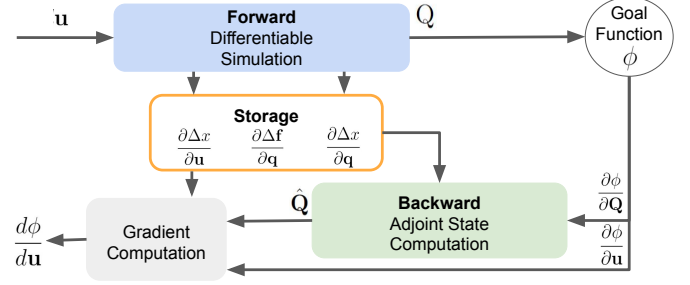 u
Forward
Differentiable
Simulation
Q
Goal
Function
ϕ
Storage
∂Δx/∂u ∂Δf/∂q ∂Δx/∂q
Backward
Adjoint State
Computation
Q̂
∂ϕ/∂Q
∂ϕ/∂u
Gradient
Computation
dϕ/du